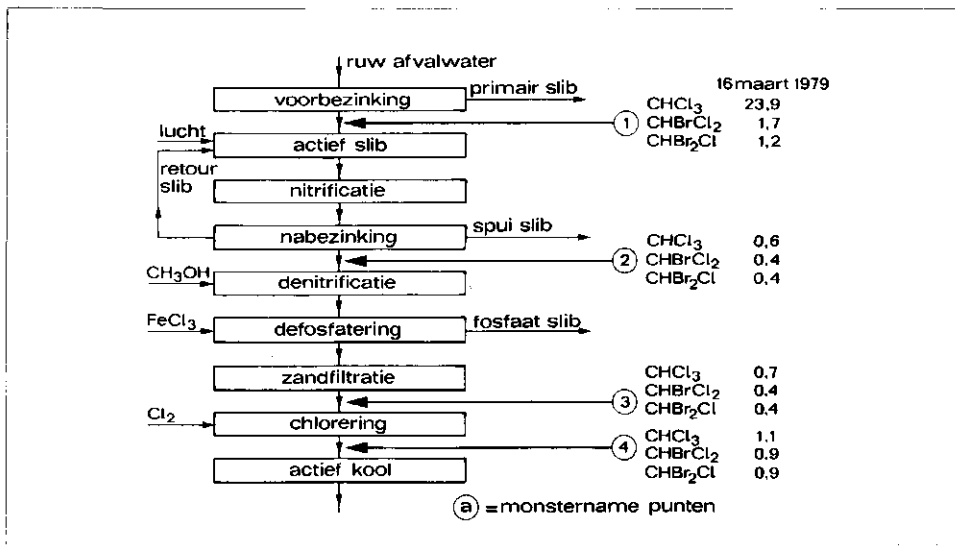 ruw afvalwater
voorbezinking
primair slib
16 maart 1979
CHCl₃ 23,9
① CHBrCl₂ 1,7
CHBr₂Cl 1,2
lucht
actief slib
retour
slib
nitrificatie
nabezinking
spui slib
CHCl₃ 0,6
② CHBrCl₂ 0,4
CHBr₂Cl 0,4
CH₃OH
denitrificatie
FeCl₃
defosfatering
fosfaat slib
zandfiltratie
CHCl₃ 0,7
③ CHBrCl₂ 0,4
CHBr₂Cl 0,4
Cl₂
chlorering
CHCl₃ 1,1
④ CHBrCl₂ 0,9
CHBr₂Cl 0,9
actief kool
ⓐ = monstername punten